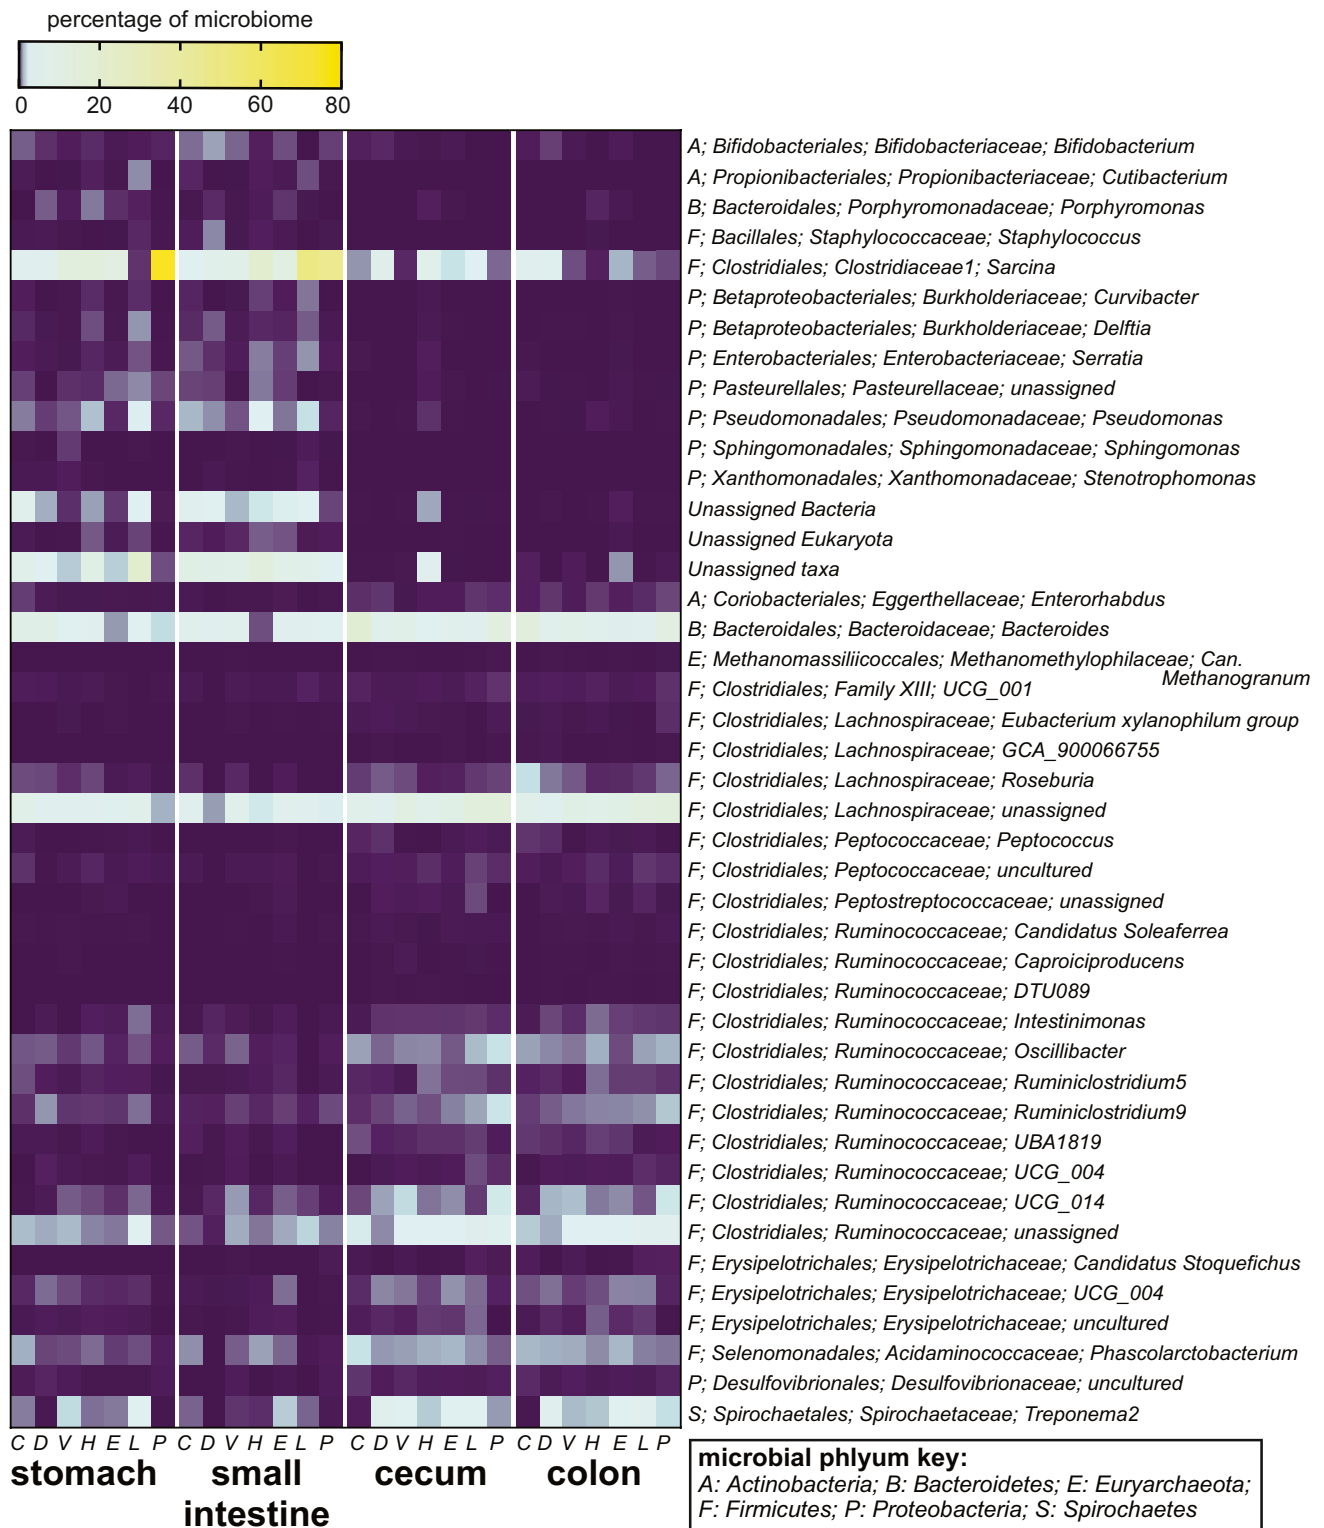 percentage of microbiome
0 20 40 60 80
A; Bifidobacteriales; Bifidobacteriaceae; Bifidobacterium
A; Propionibacteriales; Propionibacteriaceae; Cutibacterium
B; Bacteroidales; Porphyromonadaceae; Porphyromonas
F; Bacillales; Staphylococcaceae; Staphylococcus
F; Clostridiales; Clostridiaceae1; Sarcina
P; Betaproteobacteriales; Burkholderiaceae; Curvibacter
P; Betaproteobacteriales; Burkholderiaceae; Delftia
P; Enterobacteriales; Enterobacteriaceae; Serratia
P; Pasteurellales; Pasteurellaceae; unassigned
P; Pseudomonadales; Pseudomonadaceae; Pseudomonas
P; Sphingomonadales; Sphingomonadaceae; Sphingomonas
P; Xanthomonadales; Xanthomonadaceae; Stenotrophomonas
Unassigned Bacteria
Unassigned Eukaryota
Unassigned taxa
A; Coriobacteriales; Eggerthellaceae; Enterorhabdus
B; Bacteroidales; Bacteroidaceae; Bacteroides
E; Methanomassiliicoccales; Methanomethylophilaceae; Can.
Methanogranum
F; Clostridiales; Family XIII; UCG_001
F; Clostridiales; Lachnospiraceae; Eubacterium xylanophilum group
F; Clostridiales; Lachnospiraceae; GCA_900066755
F; Clostridiales; Lachnospiraceae; Roseburia
F; Clostridiales; Lachnospiraceae; unassigned
F; Clostridiales; Peptococcaceae; Peptococcus
F; Clostridiales; Peptococcaceae; uncultured
F; Clostridiales; Peptostreptococcaceae; unassigned
F; Clostridiales; Ruminococcaceae; Candidatus Soleaferrea
F; Clostridiales; Ruminococcaceae; Caproiciproducens
F; Clostridiales; Ruminococcaceae; DTU089
F; Clostridiales; Ruminococcaceae; Intestinimonas
F; Clostridiales; Ruminococcaceae; Oscillibacter
F; Clostridiales; Ruminococcaceae; Ruminiclostridium5
F; Clostridiales; Ruminococcaceae; Ruminiclostridium9
F; Clostridiales; Ruminococcaceae; UBA1819
F; Clostridiales; Ruminococcaceae; UCG_004
F; Clostridiales; Ruminococcaceae; UCG_014
F; Clostridiales; Ruminococcaceae; unassigned
F; Erysipelotrichales; Erysipelotrichaceae; Candidatus Stoquefichus
F; Erysipelotrichales; Erysipelotrichaceae; UCG_004
F; Erysipelotrichales; Erysipelotrichaceae; uncultured
F; Selenomonadales; Acidaminococcaceae; Phascolarctobacterium
P; Desulfovibrionales; Desulfovibrionaceae; uncultured
S; Spirochaetales; Spirochaetaceae; Treponema2
C D V H E L P C D V H E L P C D V H E L P C D V H E L P
stomach small cecum colon
intestine
microbial phlyum key:
A: Actinobacteria; B: Bacteroidetes; E: Euryarchaeota;
F: Firmicutes; P: Proteobacteria; S: Spirochaetes